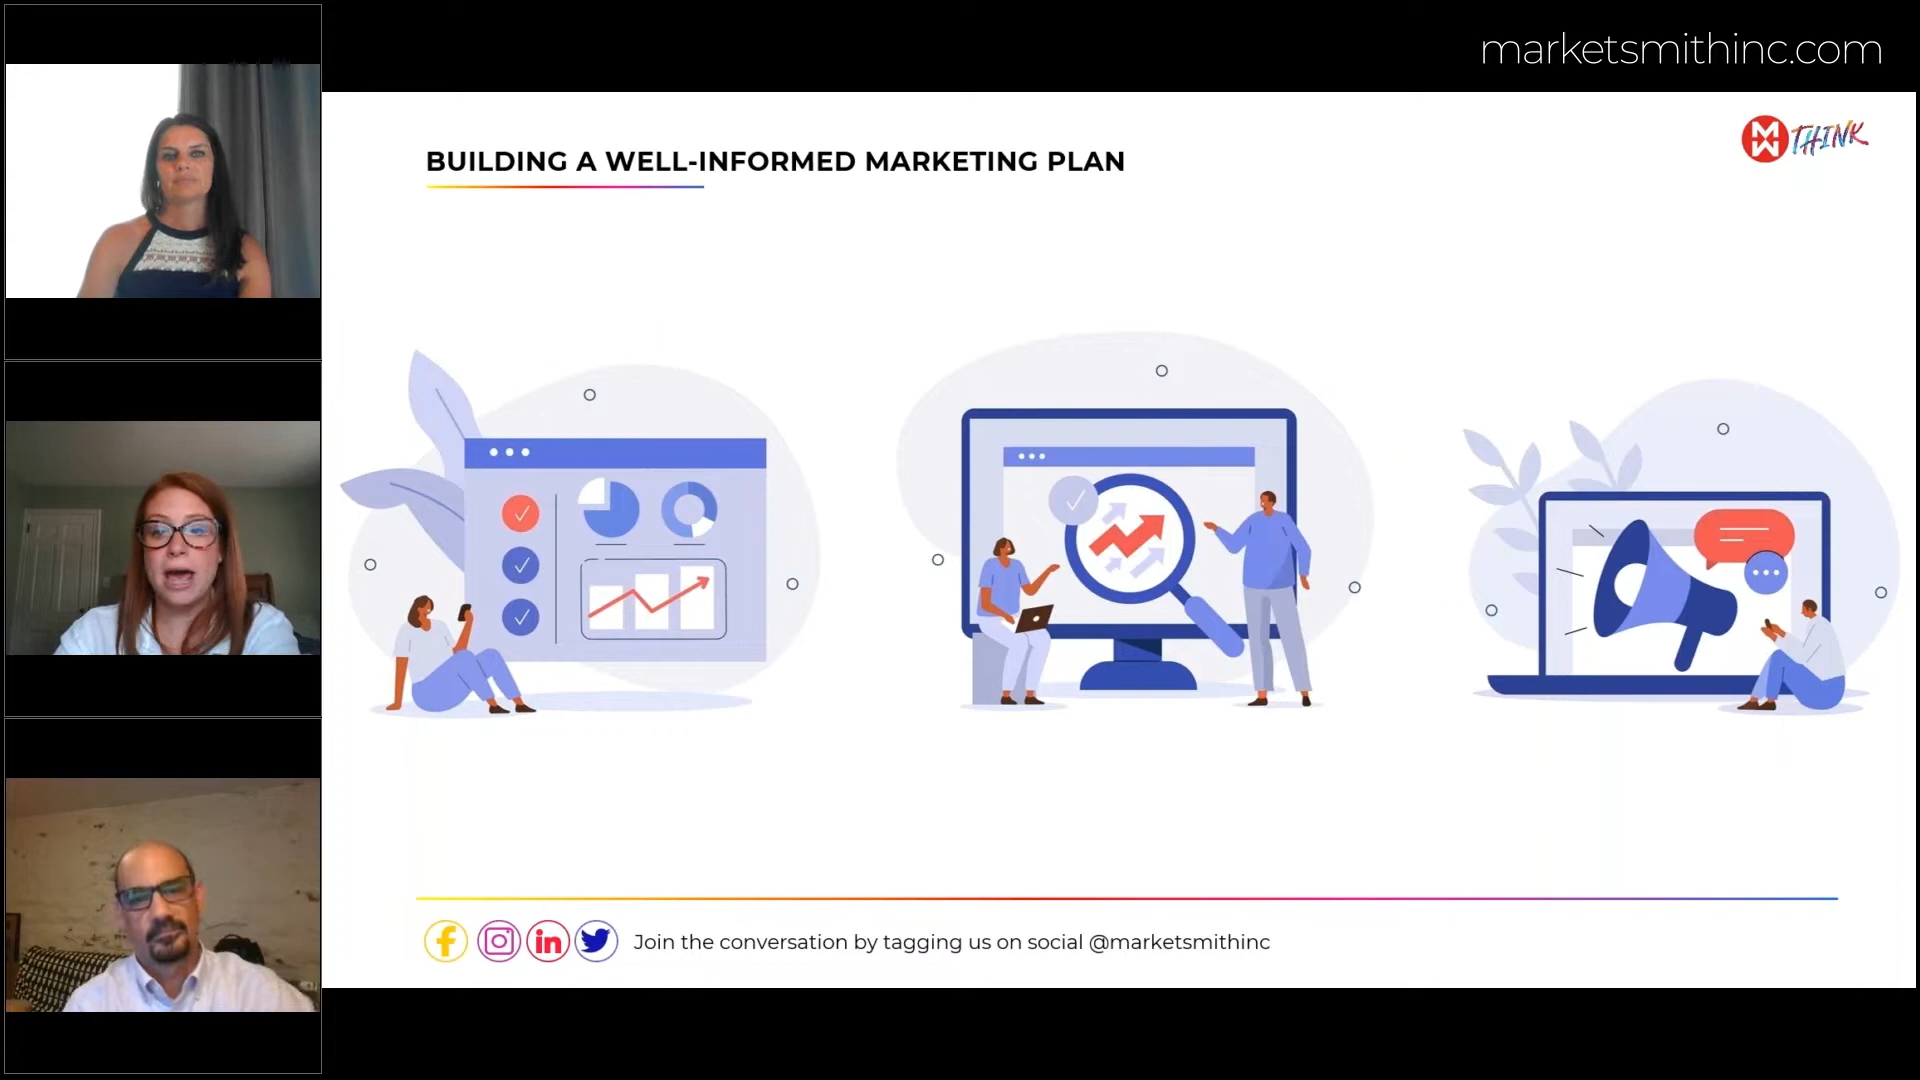 marketsmithinc.com
THINK
BUILDING A WELL-INFORMED MARKETING PLAN
Join the conversation by tagging us on social @marketsmithinc